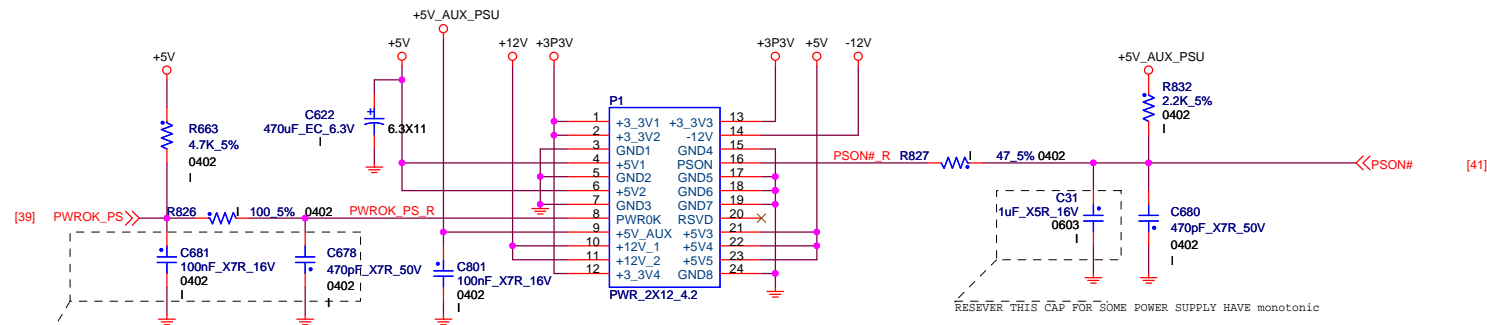 +5V_AUX_PSU
+5V
+12V
+3P3V
+3P3V
+5V
-12V
+5V
+5V_AUX_PSU
R832
2.2K_5%
0402
I
C622
470uF_EC_6.3V
I
6.3X11
R663
4.7K_5%
0402
I
P1
1 +3_3V1
2 +3_3V2
3 GND1
4 +5V1
5 GND2
6 +5V2
7 GND3
8 PWR0K
9 +5V_AUX
10 +12V_1
11 +12V_2
12 +3_3V4
+3_3V3 13
-12V 14
GND4 15
PSON 16
GND5 17
GND6 18
GND7 19
RSVD 20
+5V3 21
+5V4 22
+5V5 23
GND8 24
PWR_2X12_4.2
PSON#_R R827 I 47_5% 0402
PSON# [41]
[39] PWROK_PS R826 I 100_5% 0402 PWROK_PS_R
C31
1uF_X5R_16V
0603
I
C680
470pF_X7R_50V
0402
I
C681
100nF_X7R_16V
0402
I
C678
470pF_X7R_50V
0402
I
C801
100nF_X7R_16V
0402
I
RESEVER THIS CAP FOR SOME POWER SUPPLY HAVE monotonic